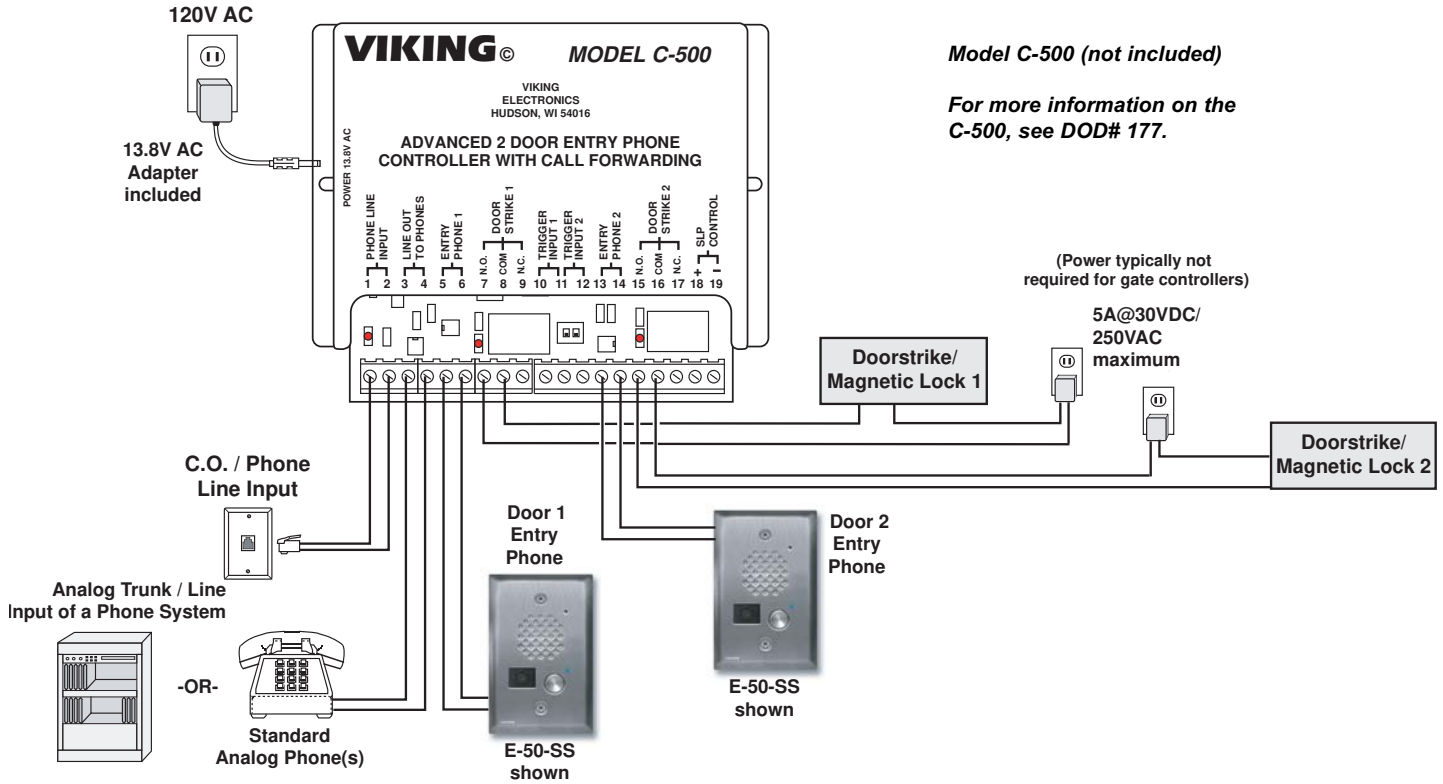 120V AC
13.8V AC
Adapter
included
POWER 13.8V AC
VIKING©
MODEL C-500
VIKING
ELECTRONICS
HUDSON, WI 54016
ADVANCED 2 DOOR ENTRY PHONE
CONTROLLER WITH CALL FORWARDING
PHONE LINE
INPUT
LINE OUT
TO PHONES
ENTRY
PHONE 1
DOOR
STRIKE 1
N.O.
COM
N.C.
TRIGGER
INPUT 1
TRIGGER
INPUT 2
ENTRY
PHONE 2
DOOR
STRIKE 2
N.O.
COM
N.C.
SLP
CONTROL
+
–
1 2 3 4 5 6 7 8 9 10 11 12 13 14 15 16 17 18 19
Model C-500 (not included)
For more information on the
C-500, see DOD# 177.
(Power typically not
required for gate controllers)
5A@30VDC/
250VAC
maximum
Doorstrike/
Magnetic Lock 1
Doorstrike/
Magnetic Lock 2
C.O. / Phone
Line Input
Analog Trunk / Line
Input of a Phone System
-OR-
Standard
Analog Phone(s)
Door 1
Entry
Phone
E-50-SS
shown
Door 2
Entry
Phone
E-50-SS
shown